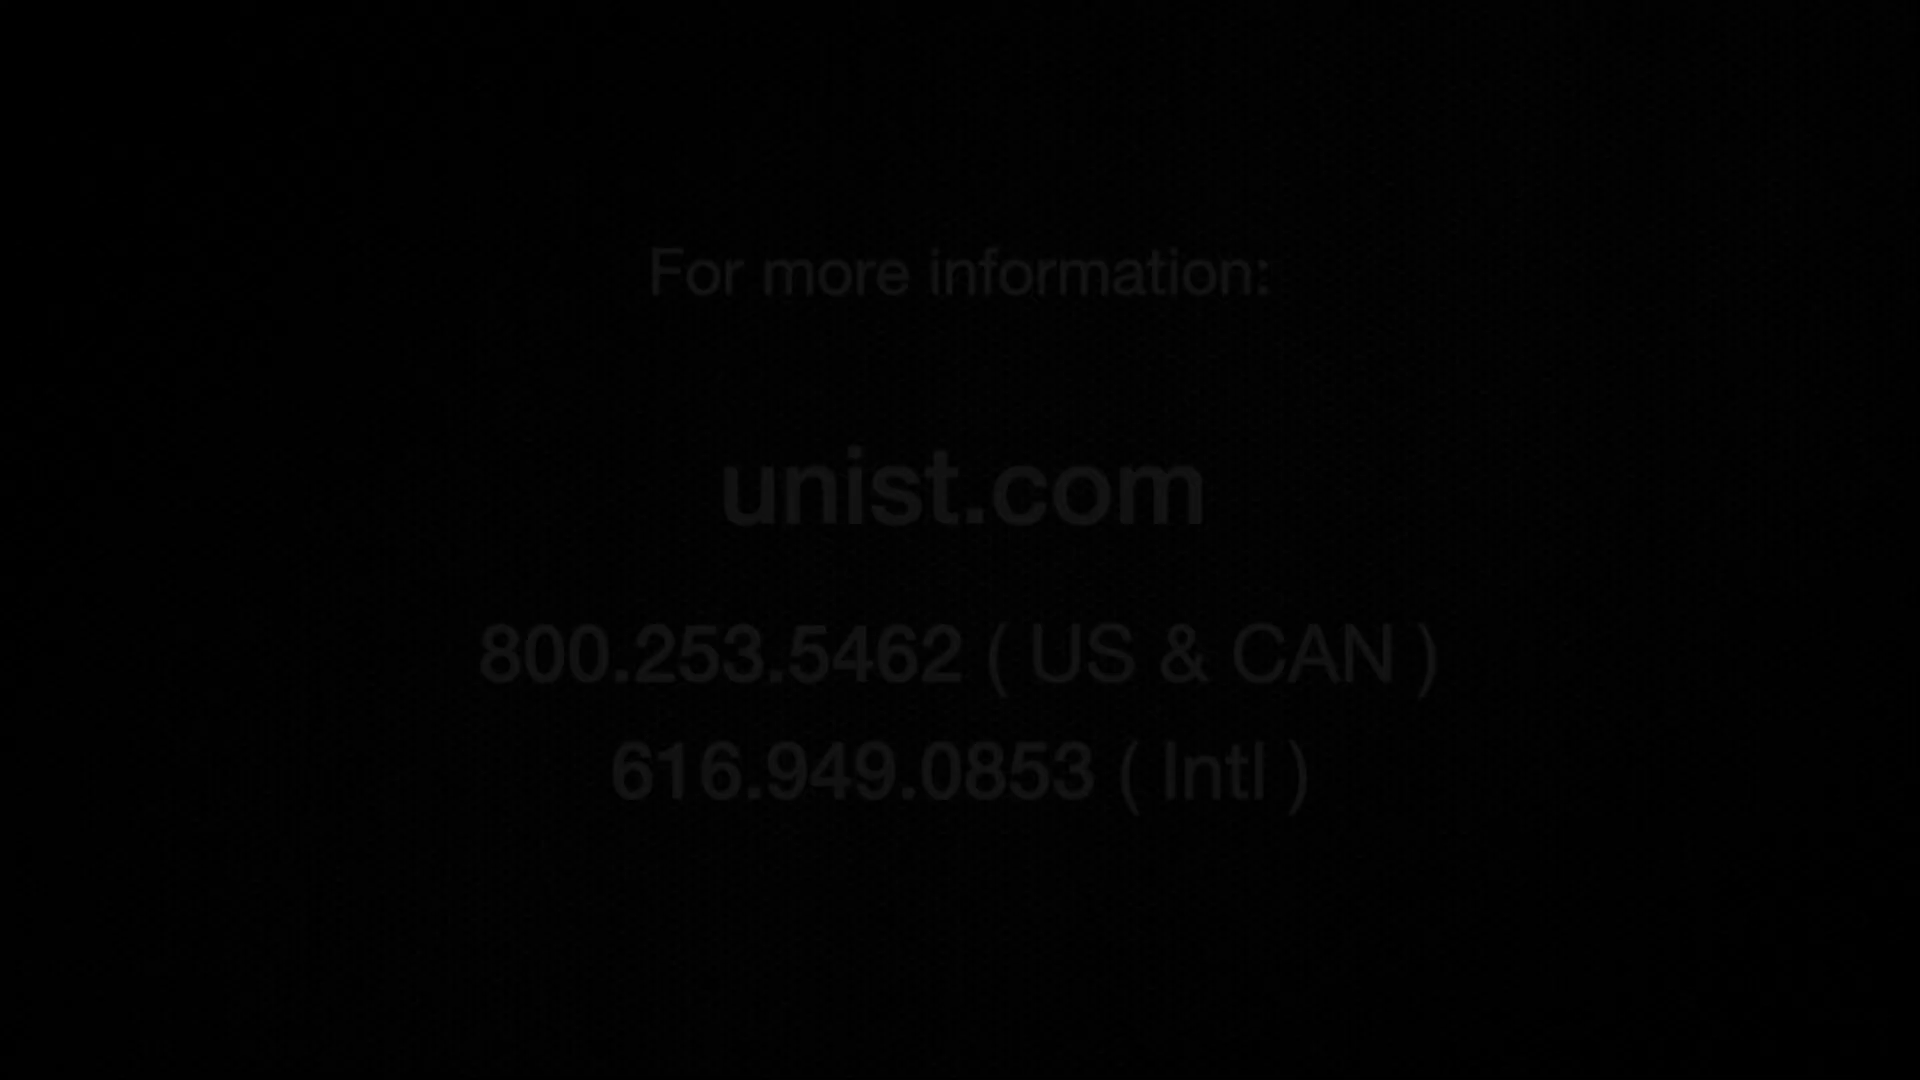 For more information:
unist.com
800.253.5462 ( US & CAN )
616.949.0853 ( Intl )